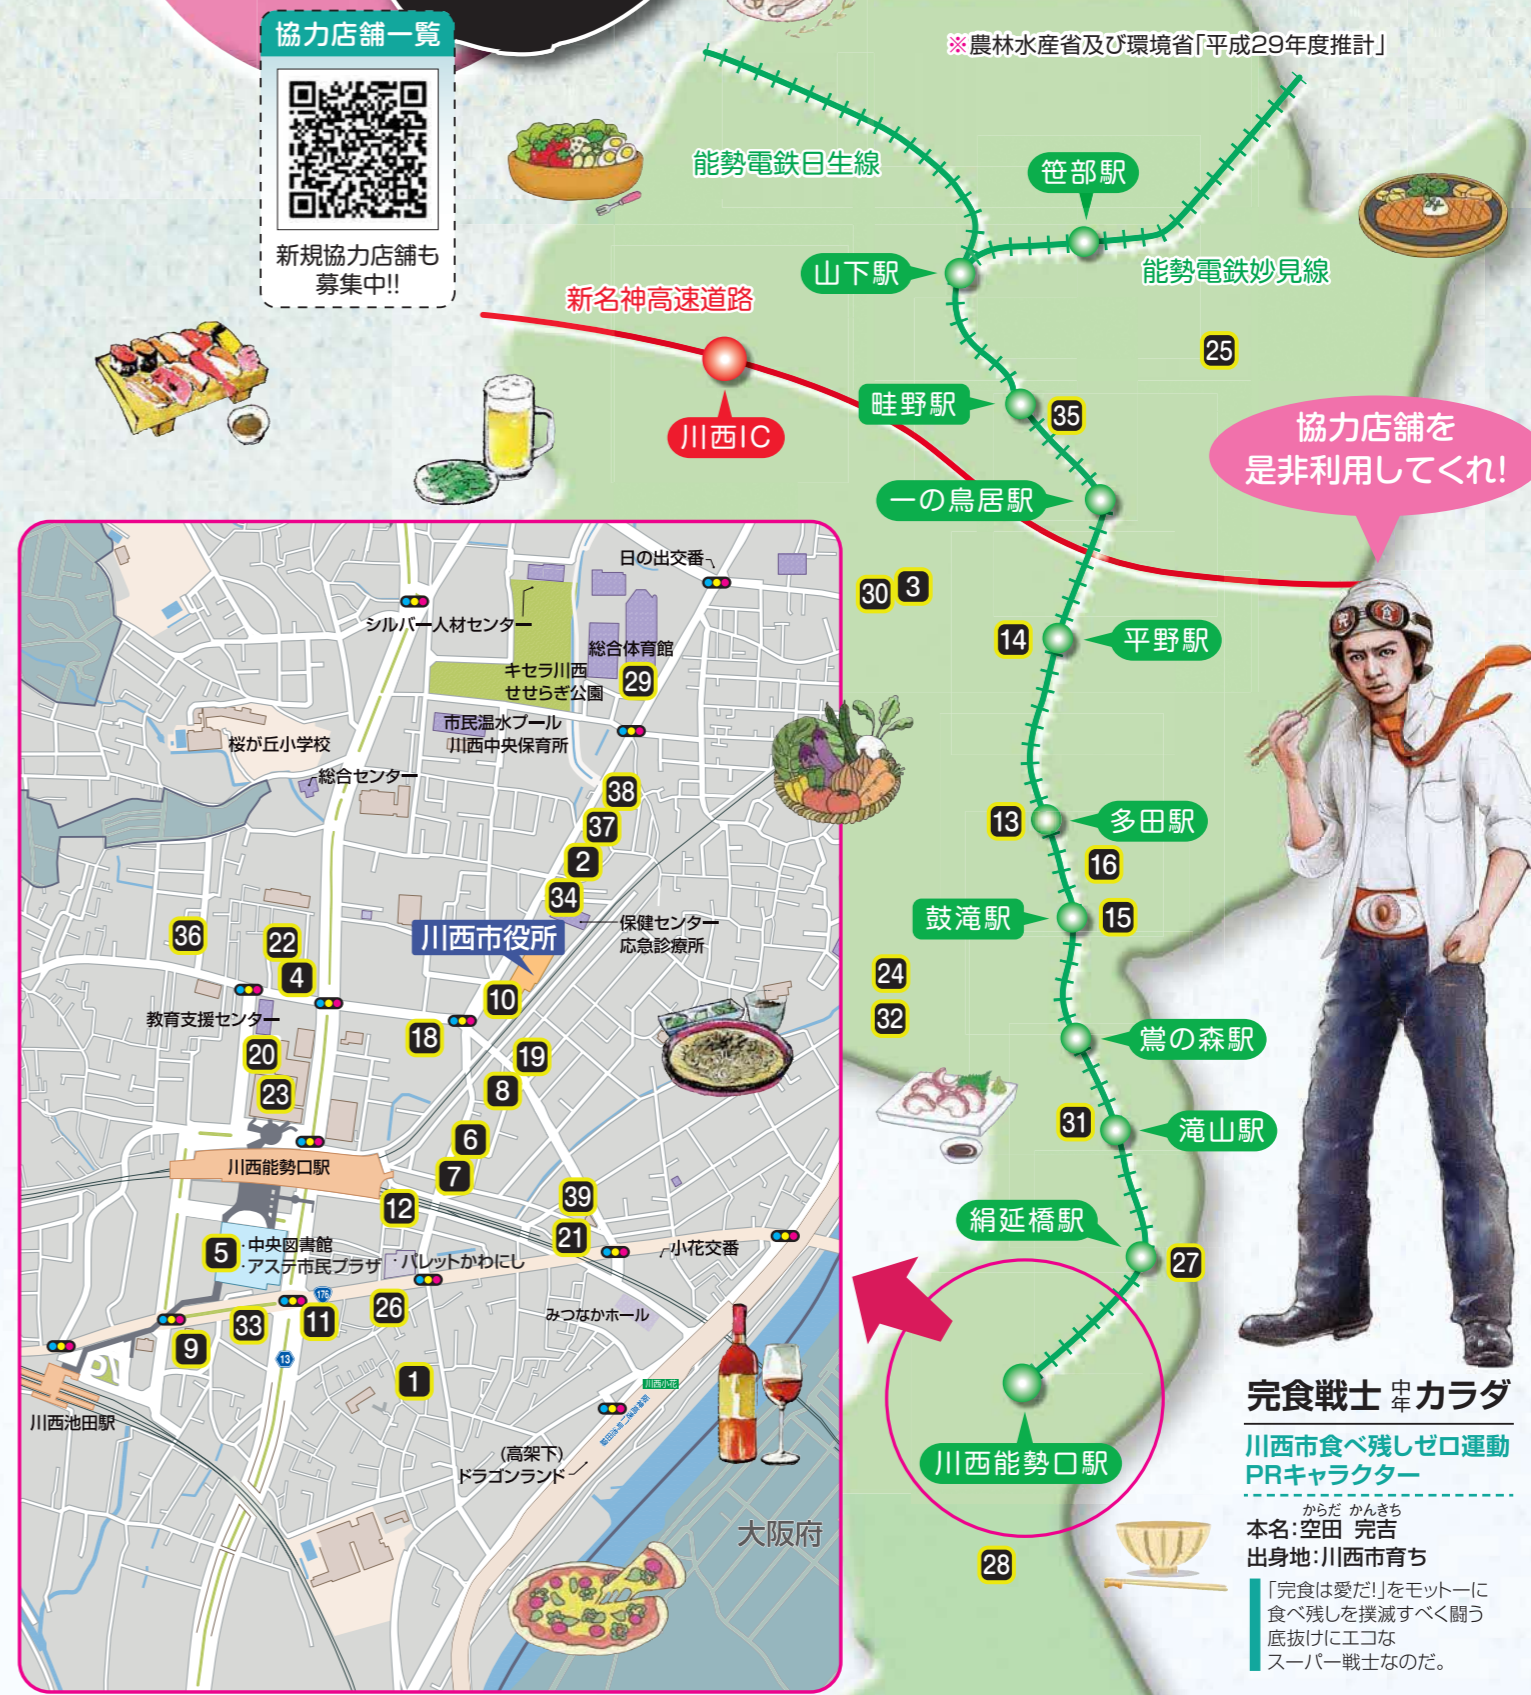 協力店舗一覧
新規協力店舗も
募集中!!
※農林水産省及び環境省「平成29年度推計」
能勢電鉄日生線
笹部駅
山下駅
能勢電鉄妙見線
新名神高速道路
川西IC
25
畦野駅
35
協力店舗を
是非利用してくれ!
一の鳥居駅
30
3
14
平野駅
13
多田駅
16
鼓滝駅
15
24
32
鶯の森駅
31
滝山駅
絹延橋駅
27
川西能勢口駅
28
日の出交番
シルバー人材センター
総合体育館
29
キセラ川西
せせらぎ公園
市民温水プール
川西中央保育所
桜が丘小学校
総合センター
38
37
2
34
保健センター
応急診療所
川西市役所
36
22
4
10
教育支援センター
18
20
19
23
8
6
川西能勢口駅
7
12
39
21
5
・中央図書館
・アステ市民プラザ
・パレットかわにし
小花交番
176
33
11
26
みつなかホール
9
13
1
川西小花
川西池田駅
(高架下)
ドラゴンランド
大阪府
完
食
完食戦士 中年 カラダ
川西市食べ残しゼロ運動
PRキャラクター
からだ かんきち
本名:空田 完吉
出身地:川西市育ち
「完食は愛だ!」をモットーに
食べ残しを撲滅すべく闘う
底抜けにエコな
スーパー戦士なのだ。